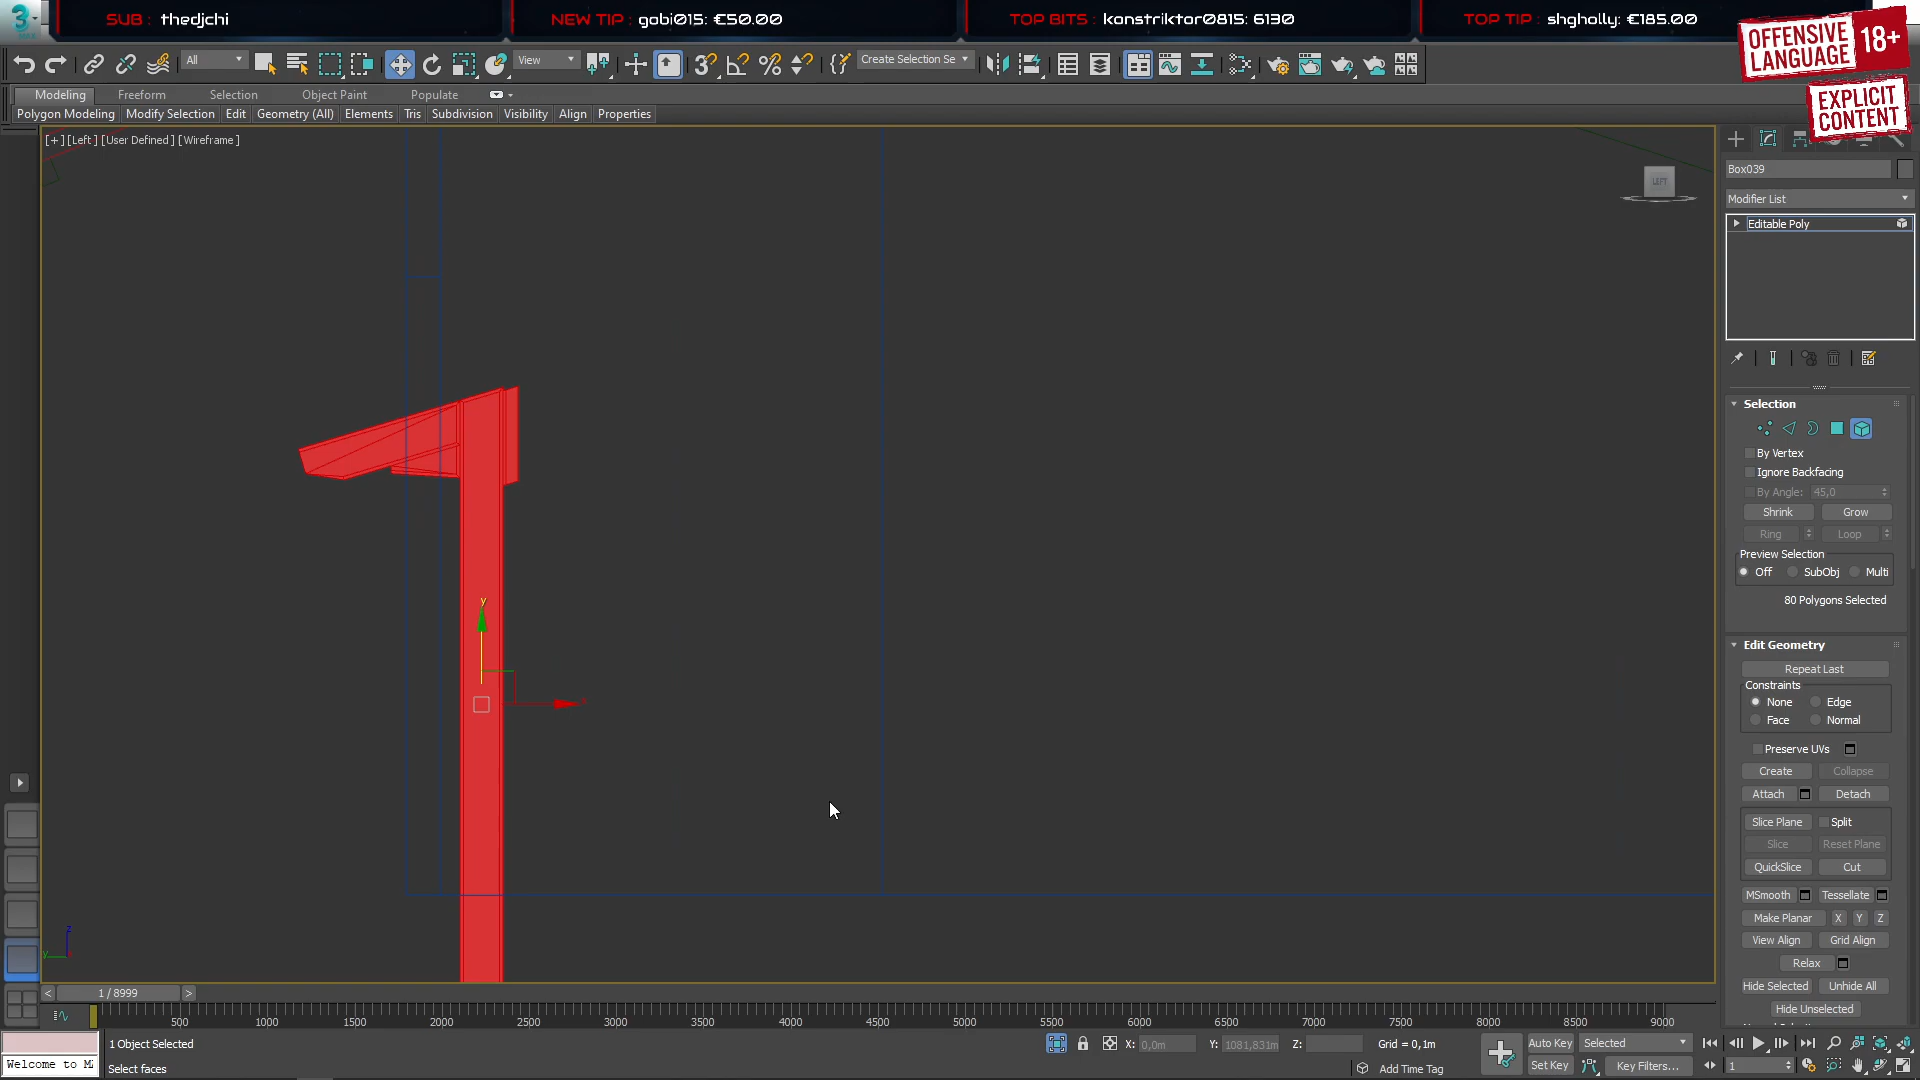 3
MAX
SUB : thedjchi
NEW TIP : gobi015: €50.00
TOP BITS : konstriktor0815: 6130
TOP TIP : shgholly: €185.00
OFFENSIVE LANGUAGE 18+
EXPLICIT CONTENT
All
View
Create Selection Se
Modeling Freeform Selection Object Paint Populate
Polygon Modeling Modify Selection Edit Geometry (All) Elements Tris Subdivision Visibility Align Properties
[+] [Left] [User Defined ] [Wireframe ]
LEFT
Box039
Modifier List
Editable Poly
Selection
By Vertex
Ignore Backfacing
By Angle: 45,0
Shrink Grow
Ring Loop
Preview Selection
Off SubObj Multi
80 Polygons Selected
Edit Geometry
Repeat Last
Constraints
None Edge
Face Normal
Preserve UVs
Create Collapse
Attach Detach
Slice Plane Split
Slice Reset Plane
QuickSlice Cut
MSmooth Tessellate
Make Planar X Y Z
View Align Grid Align
Relax
Hide Selected Unhide All
Hide Unselected
y
x
z
y
< 1 / 8999 >
500 1000 1500 2000 2500 3000 3500 4000 4500 5000 5500 6000 6500 7000 7500 8000 8500 9000
1 Object Selected
X: 0,0m Y: 1081,831m Z: Grid = 0,1m
Auto Key Selected
Welcome to M
Select faces
Add Time Tag
Set Key Key Filters...
1